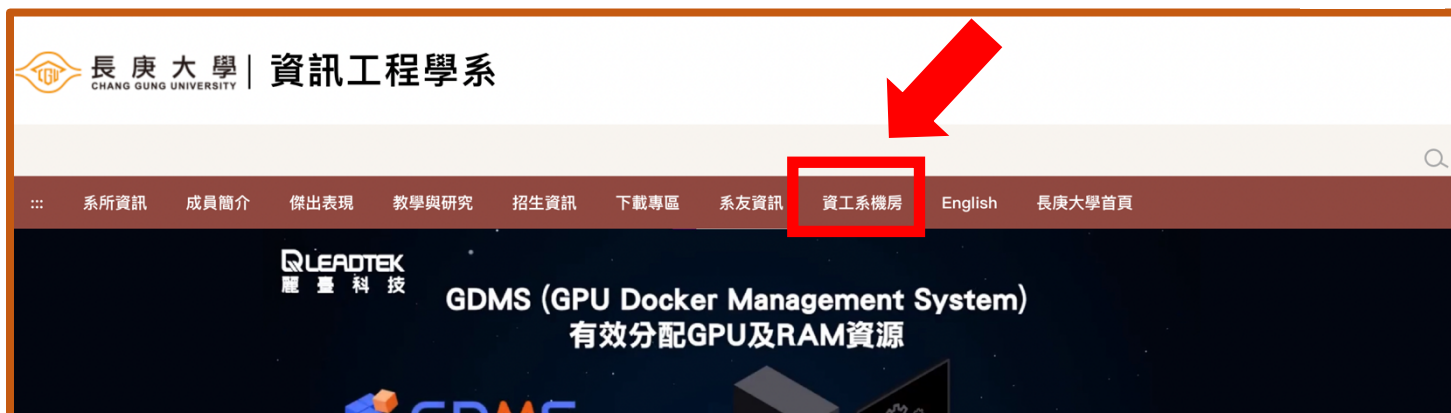 CGU 長庚大學 | 資訊工程學系
CHANG GUNG UNIVERSITY
::: 系所資訊 成員簡介 傑出表現 教學與研究 招生資訊 下載專區 系友資訊 資工系機房 English 長庚大學首頁
LEADTEK
麗臺科技
GDMS (GPU Docker Management System)
有效分配GPU及RAM資源
GDMS